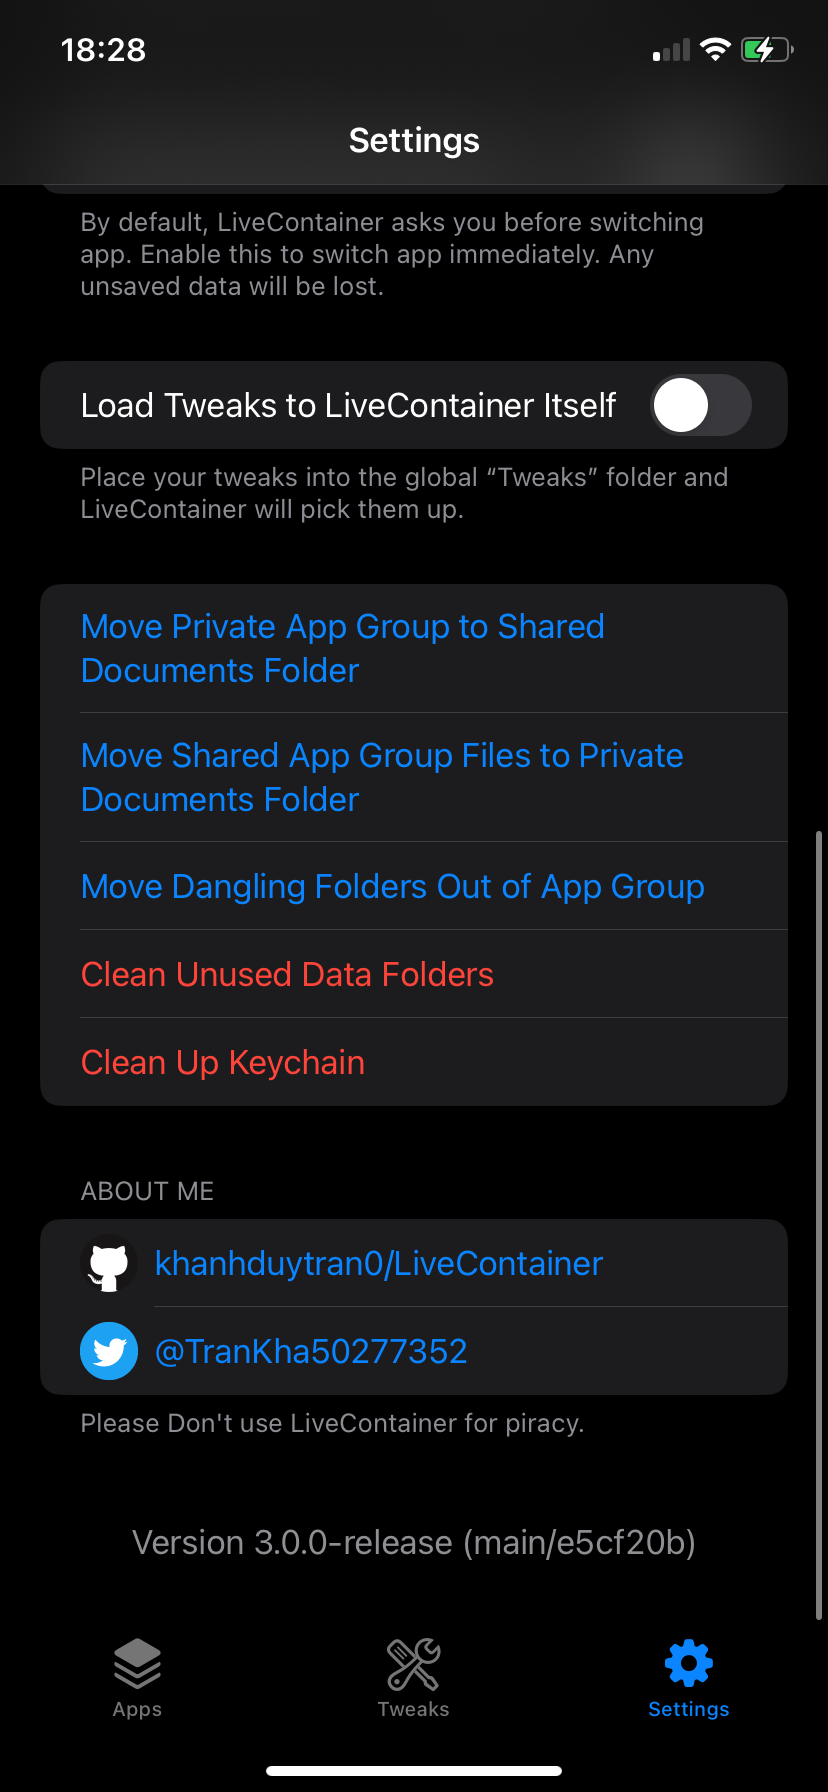 18:28
Settings
By default, LiveContainer asks you before switching
app. Enable this to switch app immediately. Any
unsaved data will be lost.
Load Tweaks to LiveContainer Itself
Place your tweaks into the global “Tweaks” folder and
LiveContainer will pick them up.
Move Private App Group to Shared
Documents Folder
Move Shared App Group Files to Private
Documents Folder
Move Dangling Folders Out of App Group
Clean Unused Data Folders
Clean Up Keychain
ABOUT ME
khanhduytran0/LiveContainer
@TranKha50277352
Please Don't use LiveContainer for piracy.
Version 3.0.0-release (main/e5cf20b)
Apps
Tweaks
Settings